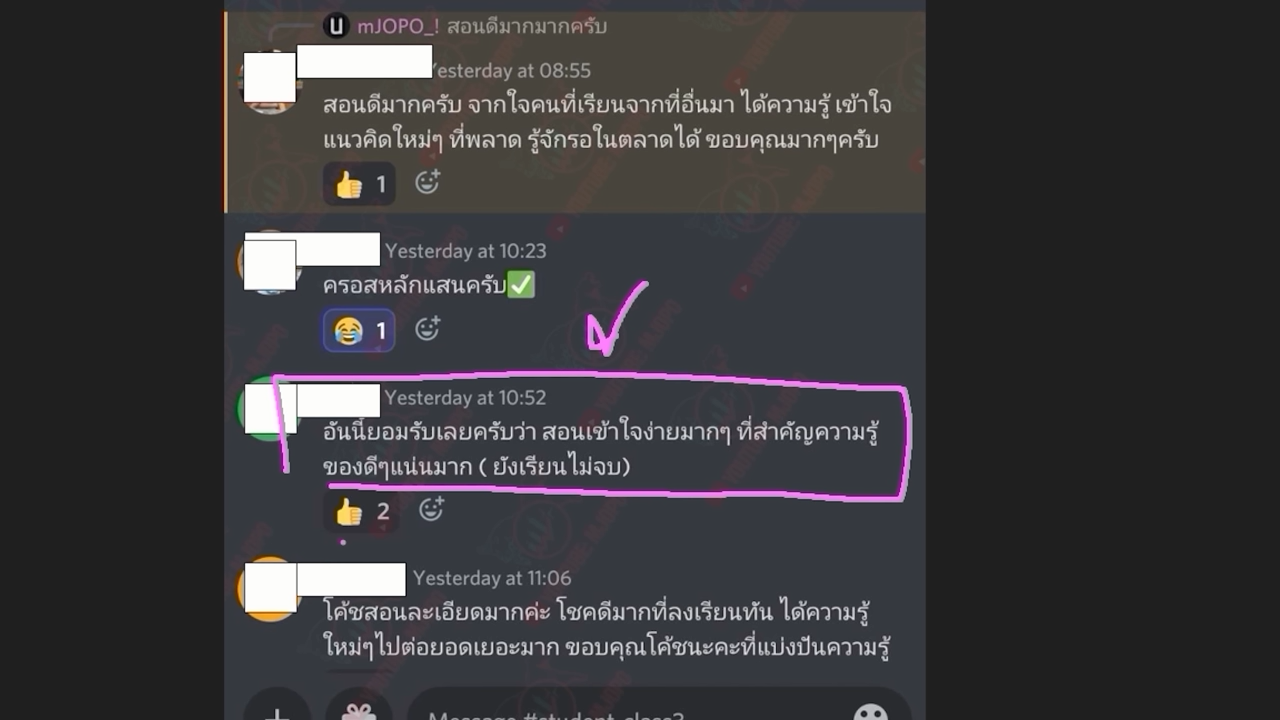 mJOPO_! สอนดีมากมากครับ
Yesterday at 08:55
สอนดีมากครับ จากใจคนที่เรียนจากที่อื่นมา ได้ความรู้ เข้าใจ
แนวคิดใหม่ๆ ที่พลาด รู้จักรอในตลาดได้ ขอบคุณมากๆครับ
1
Yesterday at 10:23
ครอสหลักแสนครับ✅
1
Yesterday at 10:52
อันนี้ยอมรับเลยครับว่า สอนเข้าใจง่ายมากๆ ที่สำคัญความรู้
ของดีๆแน่นมาก ( ยังเรียนไม่จบ)
2
Yesterday at 11:06
โค้ชสอนละเอียดมากค่ะ โชคดีมากที่ลงเรียนทัน ได้ความรู้
ใหม่ๆไปต่อยอดเยอะมาก ขอบคุณโค้ชนะคะที่แบ่งปันความรู้
Message #student-class3